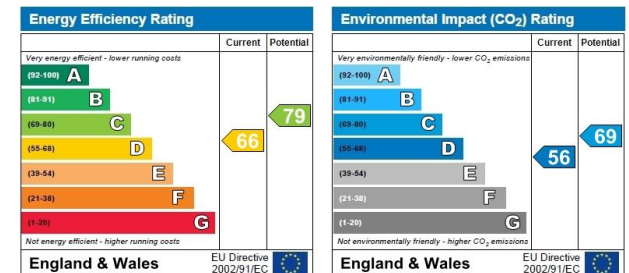 Energy Efficiency Rating
Current Potential
Very energy efficient - lower running costs
(92-100) A
(81-91) B
(69-80) C
(55-68) D
(39-54) E
(21-38) F
(1-20) G
66
79
Not energy efficient - higher running costs
England & Wales
EU Directive
2002/91/EC
Environmental Impact (CO₂) Rating
Current Potential
Very environmentally friendly - lower CO₂ emissions
(92-100) A
(81-91) B
(69-80) C
(55-68) D
(39-54) E
(21-38) F
(1-20) G
56
69
Not environmentally friendly - higher CO₂ emissions
England & Wales
EU Directive
2002/91/EC